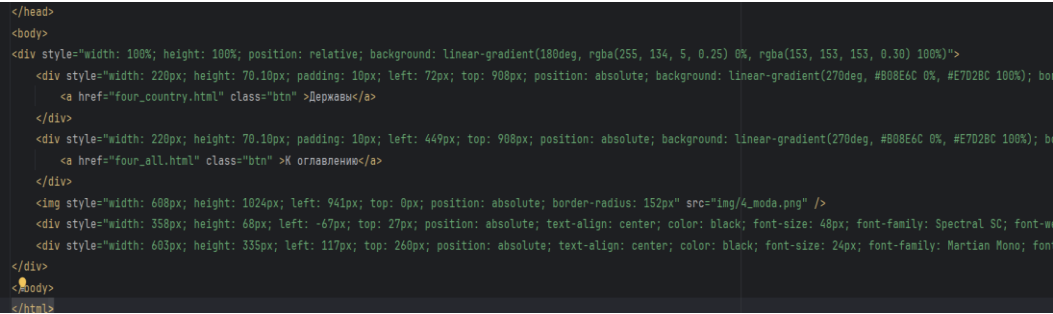 </head>
<body>
<div style="width: 100%; height: 100%; position: relative; background: linear-gradient(180deg, rgba(255, 134, 5, 0.25) 0%, rgba(153, 153, 153, 0.30) 100%)">
<div style="width: 220px; height: 70.10px; padding: 10px; left: 72px; top: 908px; position: absolute; background: linear-gradient(270deg, #B08E6C 0%, #E7D2BC 100%); bor
<a href="four_country.html" class="btn" >Державы</a>
</div>
<div style="width: 220px; height: 70.10px; padding: 10px; left: 449px; top: 908px; position: absolute; background: linear-gradient(270deg, #B08E6C 0%, #E7D2BC 100%); b
<a href="four_all.html" class="btn" >К оглавлению</a>
</div>
<img style="width: 608px; height: 1024px; left: 941px; top: 0px; position: absolute; border-radius: 152px" src="img/4_moda.png" />
<div style="width: 358px; height: 68px; left: -67px; top: 27px; position: absolute; text-align: center; color: black; font-size: 48px; font-family: Spectral SC; font-w
<div style="width: 603px; height: 335px; left: 117px; top: 260px; position: absolute; text-align: center; color: black; font-size: 24px; font-family: Martian Mono; fon
</div>
</body>
</html>